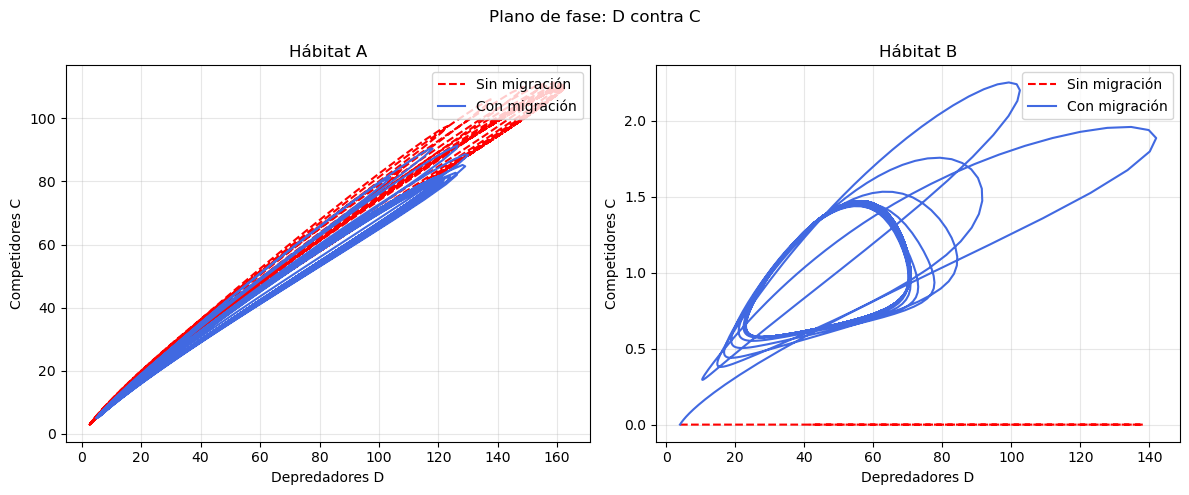 Plano de fase: D contra C
Hábitat A
Sin migración
Con migración
Competidores C
100
80
60
40
20
0
0 20 40 60 80 100 120 140 160
Depredadores D
Hábitat B
Sin migración
Con migración
Competidores C
2.0
1.5
1.0
0.5
0.0
0 20 40 60 80 100 120 140
Depredadores D